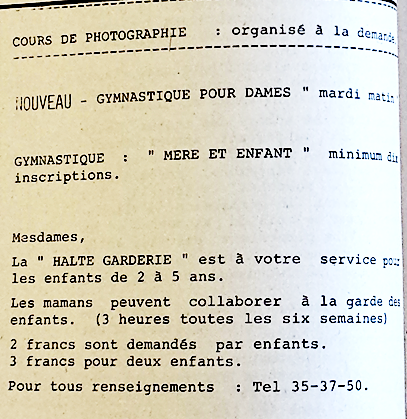 COURS DE PHOTOGRAPHIE : organisé à la demande
NOUVEAU - GYMNASTIQUE POUR DAMES " mardi matin
GYMNASTIQUE : " MERE ET ENFANT " minimum dix
inscriptions.
Mesdames,
La " HALTE GARDERIE " est à votre service pour
les enfants de 2 à 5 ans.
Les mamans peuvent collaborer à la garde des
enfants. (3 heures toutes les six semaines)
2 francs sont demandés par enfants.
3 francs pour deux enfants.
Pour tous renseignements : Tel 35-37-50.